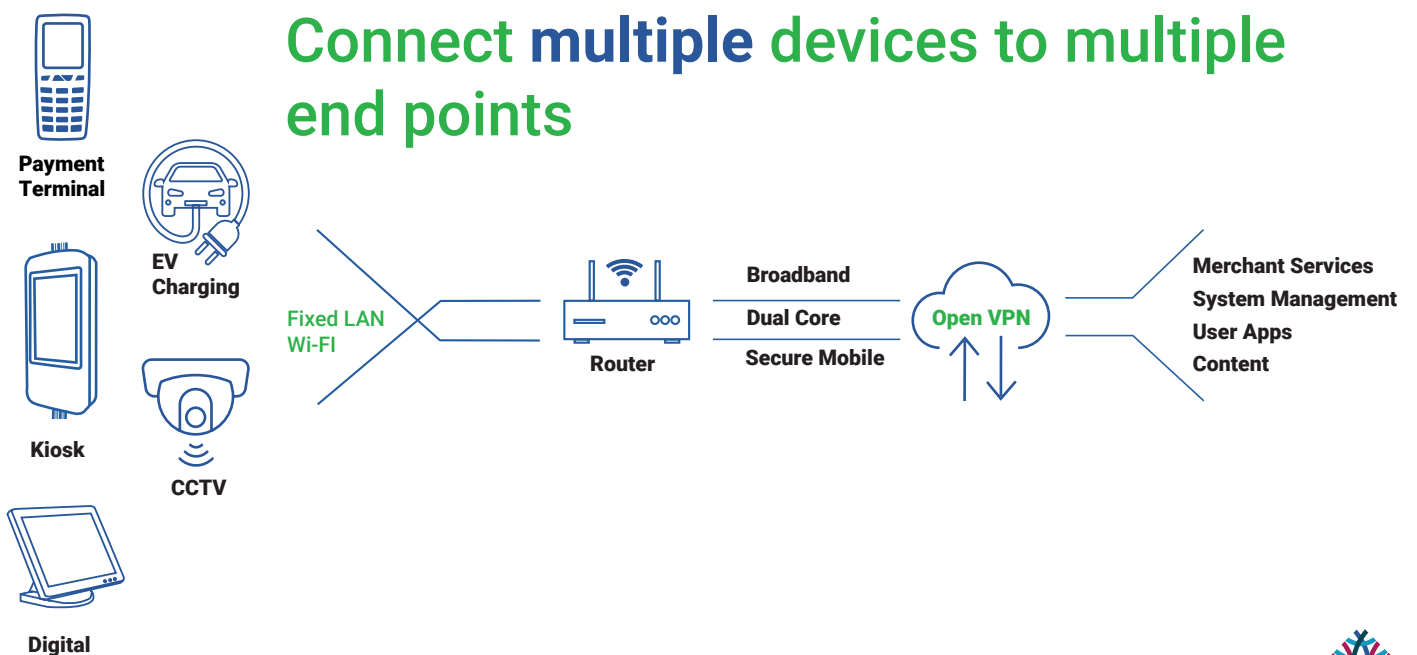 Connect multiple devices to multiple
end points
Payment
Terminal
EV
Charging
Kiosk
CCTV
Digital
Fixed LAN
Wi-FI
Router
Broadband
Dual Core
Secure Mobile
Open VPN
Merchant Services
System Management
User Apps
Content